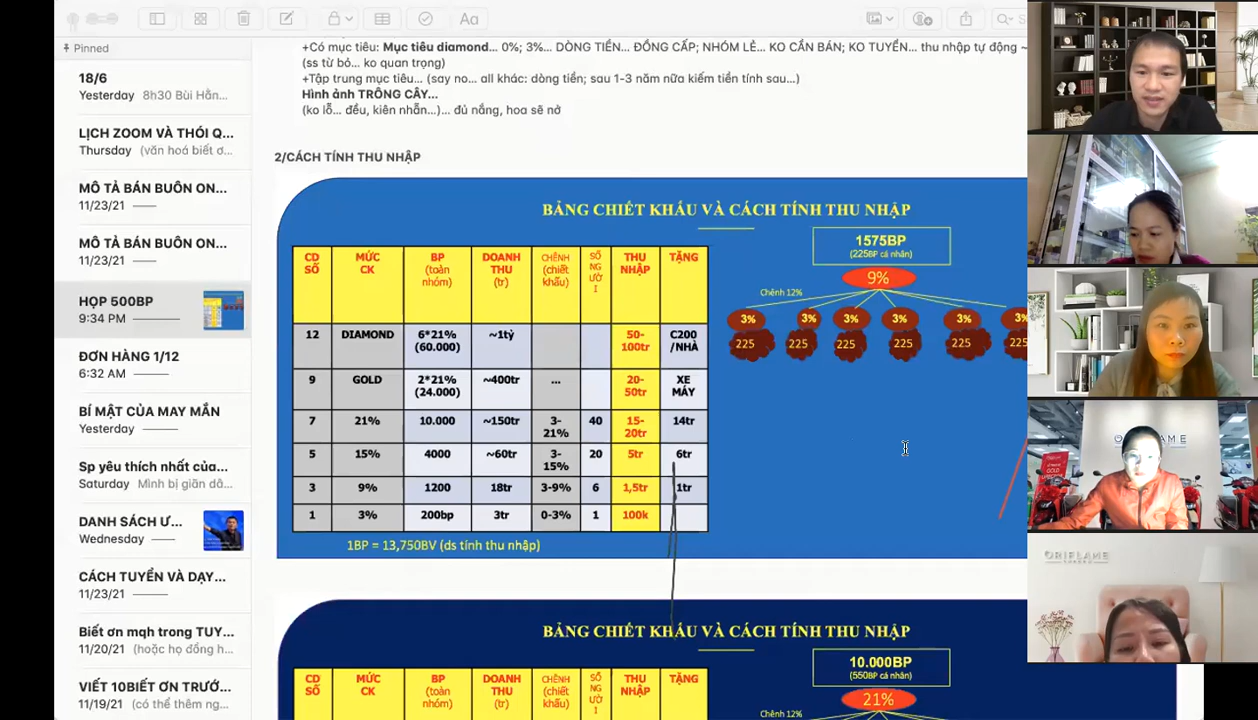 Aa
Pinned
18/6
Yesterday 8h30 Bùi Hằn...
LỊCH ZOOM VÀ THÓI Q...
Thursday (văn hoá biết ơ...
MÔ TẢ BÁN BUÔN ON...
11/23/21
MÔ TẢ BÁN BUÔN ON...
11/23/21
HỌP 500BP
9:34 PM
ĐƠN HÀNG 1/12
6:32 AM
BÍ MẬT CỦA MAY MẮN
Yesterday
Sp yêu thích nhất của...
Saturday Mình bị giãn dâ...
DANH SÁCH Ư...
Wednesday
CÁCH TUYỂN VÀ DẠY...
11/23/21
Biết ơn mqh trong TUY...
11/20/21 (hoặc họ đồng h...
VIẾT 10BIẾT ƠN TRƯỚ...
11/19/21 (có thể thêm ng...
+Có mục tiêu: Mục tiêu diamond... 0%; 3%... DÒNG TIỀN... ĐỒNG CẤP; NHÓM LẺ... KO CẦN BÁN; KO TUYỂN... thu nhập tự động ~
(ss từ bỏ... ko quan trọng)
+Tập trung mục tiêu... (say no... all khác: dòng tiền; sau 1-3 năm nữa kiếm tiền tính sau...)
Hình ảnh TRỒNG CÂY...
(ko lỗ... đều, kiên nhẫn...)... đủ nắng, hoa sẽ nở
2/CÁCH TÍNH THU NHẬP
BẢNG CHIẾT KHẤU VÀ CÁCH TÍNH THU NHẬP
CD SỐ MỨC CK BP (toàn nhóm) DOANH THU (tr) CHÊNH (chiết khấu) SỐ NGƯỜI THU NHẬP TẶNG
12 DIAMOND 6*21% (60.000) ~1tỷ 50-100tr C200 /NHÀ
9 GOLD 2*21% (24.000) ~400tr ... 20-50tr XE MÁY
7 21% 10.000 ~150tr 3-21% 40 15-20tr 14tr
5 15% 4000 ~60tr 3-15% 20 5tr 6tr
3 9% 1200 18tr 3-9% 6 1,5tr 1tr
1 3% 200bp 3tr 0-3% 1 100k
1BP = 13,750BV (ds tính thu nhập)
1575BP
(225BP cá nhân)
9%
Chênh 12%
3% 3% 3% 3% 3% 3%
225 225 225 225 225 225
BẢNG CHIẾT KHẤU VÀ CÁCH TÍNH THU NHẬP
CD SỐ MỨC CK BP (toàn nhóm) DOANH THU (tr) CHÊNH (chiết khấu) SỐ NGƯỜI THU NHẬP TẶNG
10.000BP
(550BP cá nhân)
21%
Chênh 12%
ORIFLAME